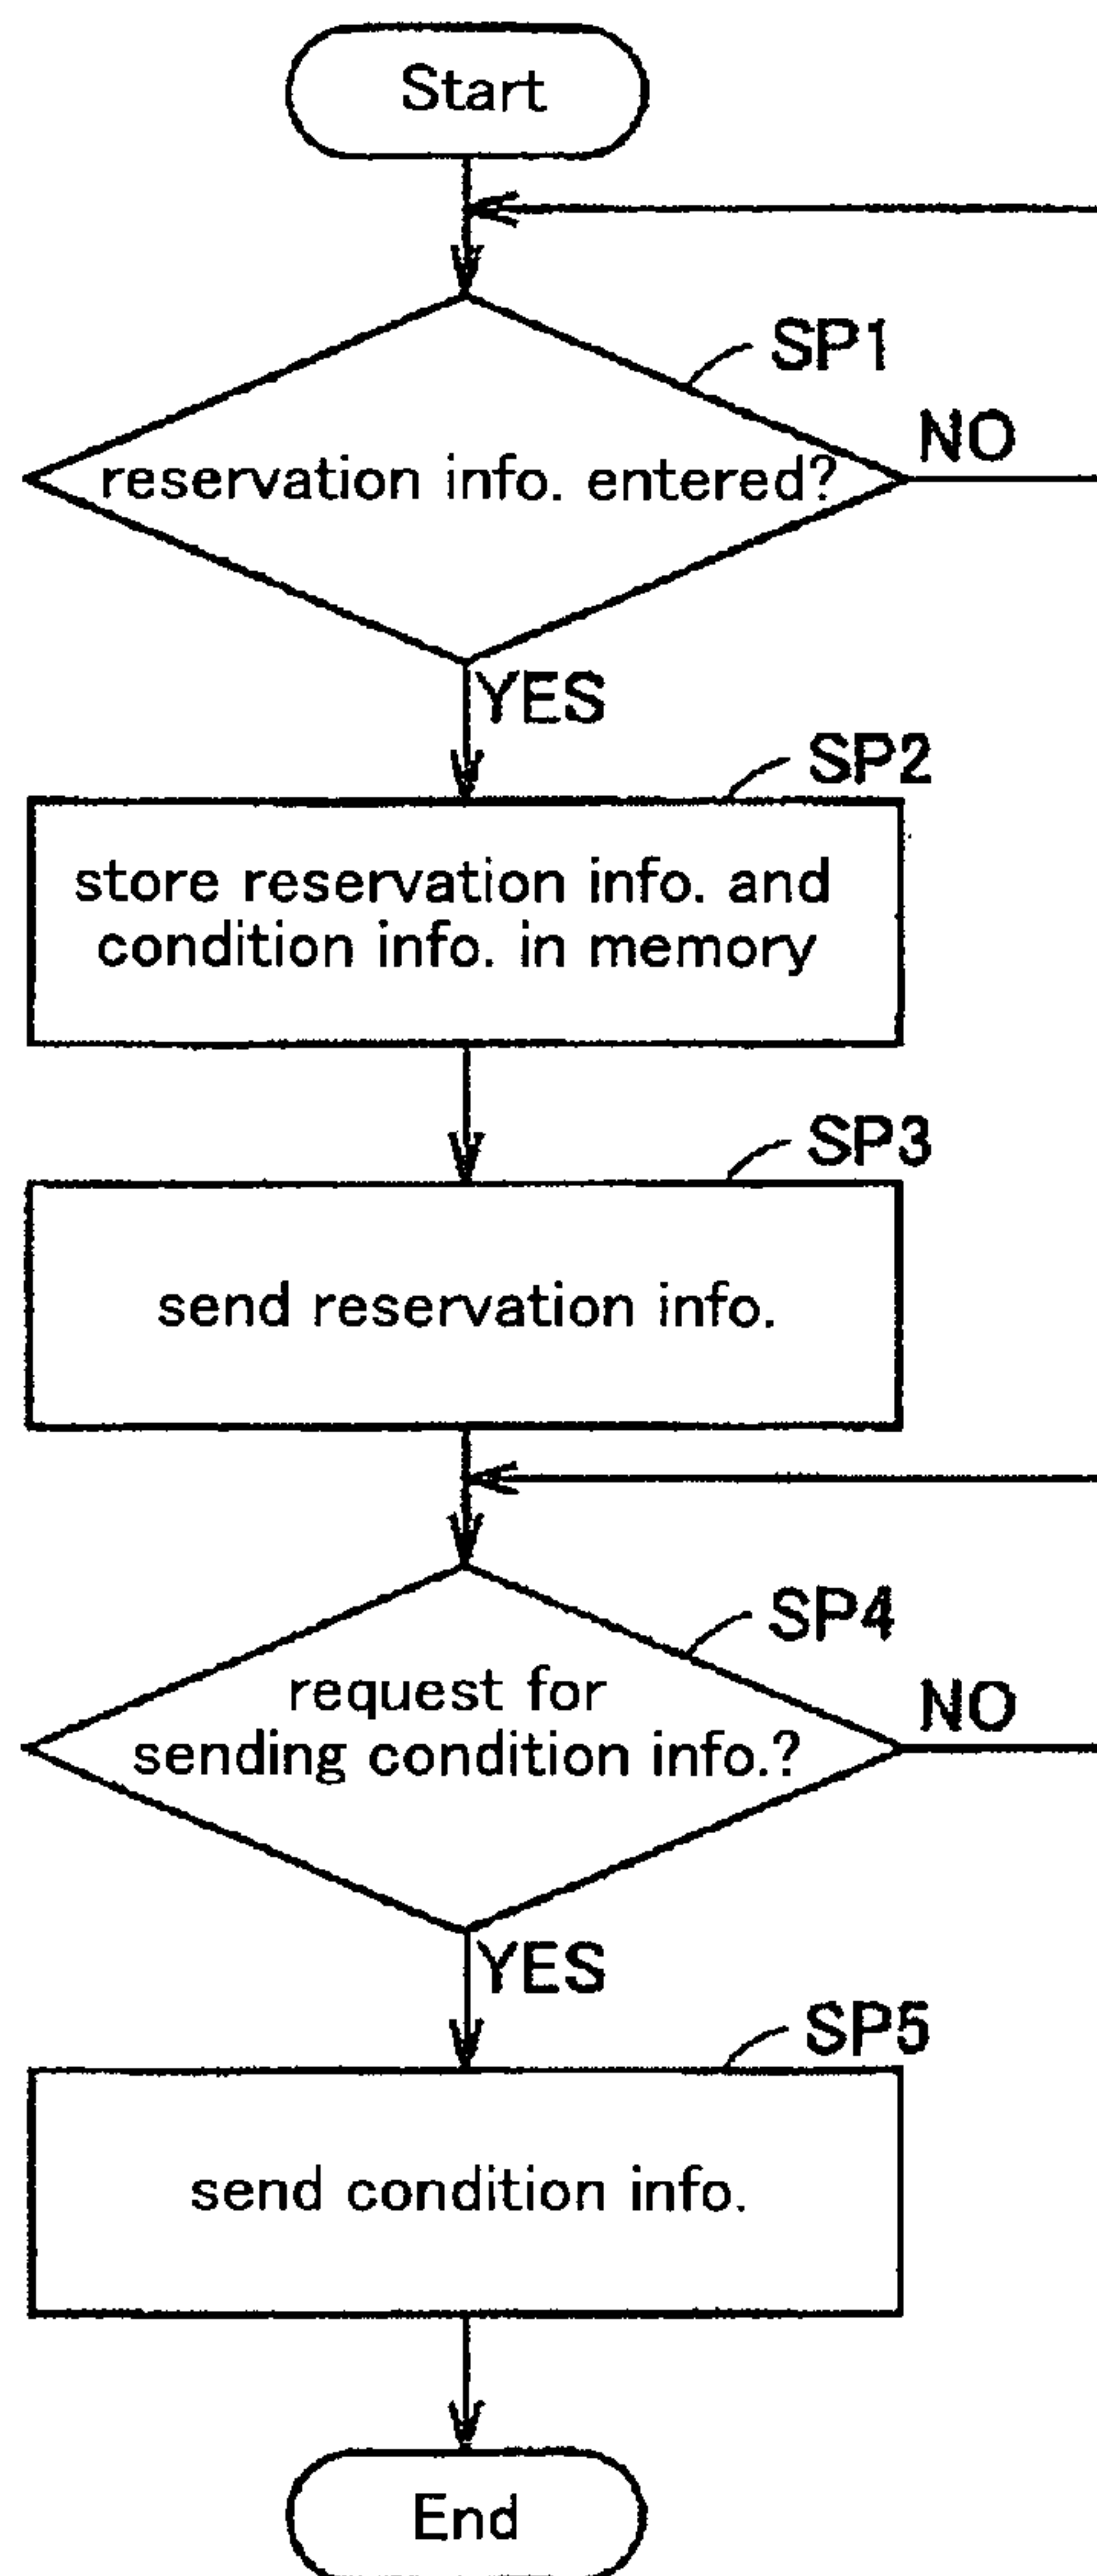 Start
SP1
reservation info. entered?
NO
YES
SP2
store reservation info. and
condition info. in memory
SP3
send reservation info.
SP4
request for
sending condition info.?
NO
YES
SP5
send condition info.
End